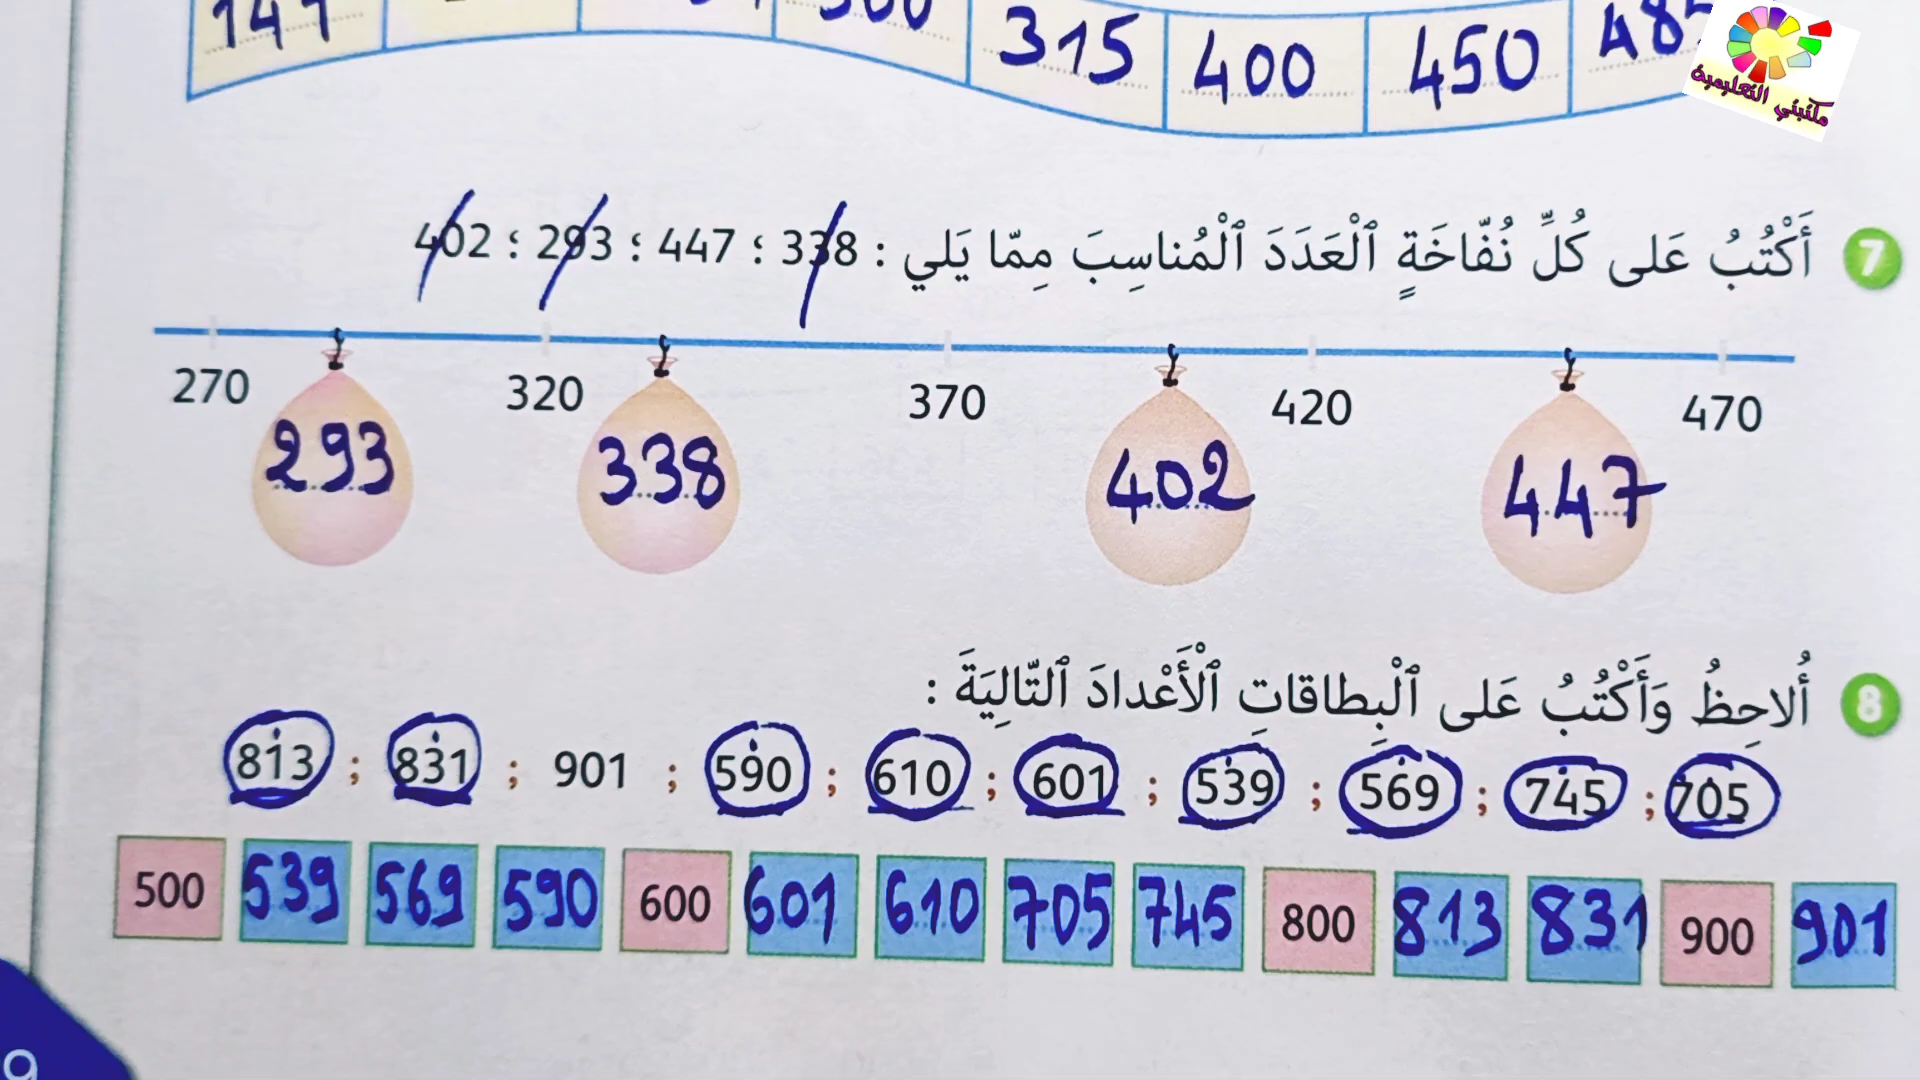 315 400 450
مكتبتي التعليمية
7 أَكْتُبُ عَلى كُلِّ نُفّاخَةٍ ٱلْعَدَدَ ٱلْمُناسِبَ مِمّا يَلي : 338 ؛ 447 ؛ 293 ؛ 402
270 320 370 420 470
293 338 402 447
8 أُلاحِظُ وَأَكْتُبُ عَلى ٱلْبِطاقاتِ ٱلْأَعْدادَ ٱلتّالِيَةَ :
813 ; 831 ; 901 ; 590 ; 610 ; 601 ; 539 ; 569 ; 745 ; 705
500 539 569 590 600 601 610 705 745 800 813 831 900 901
9